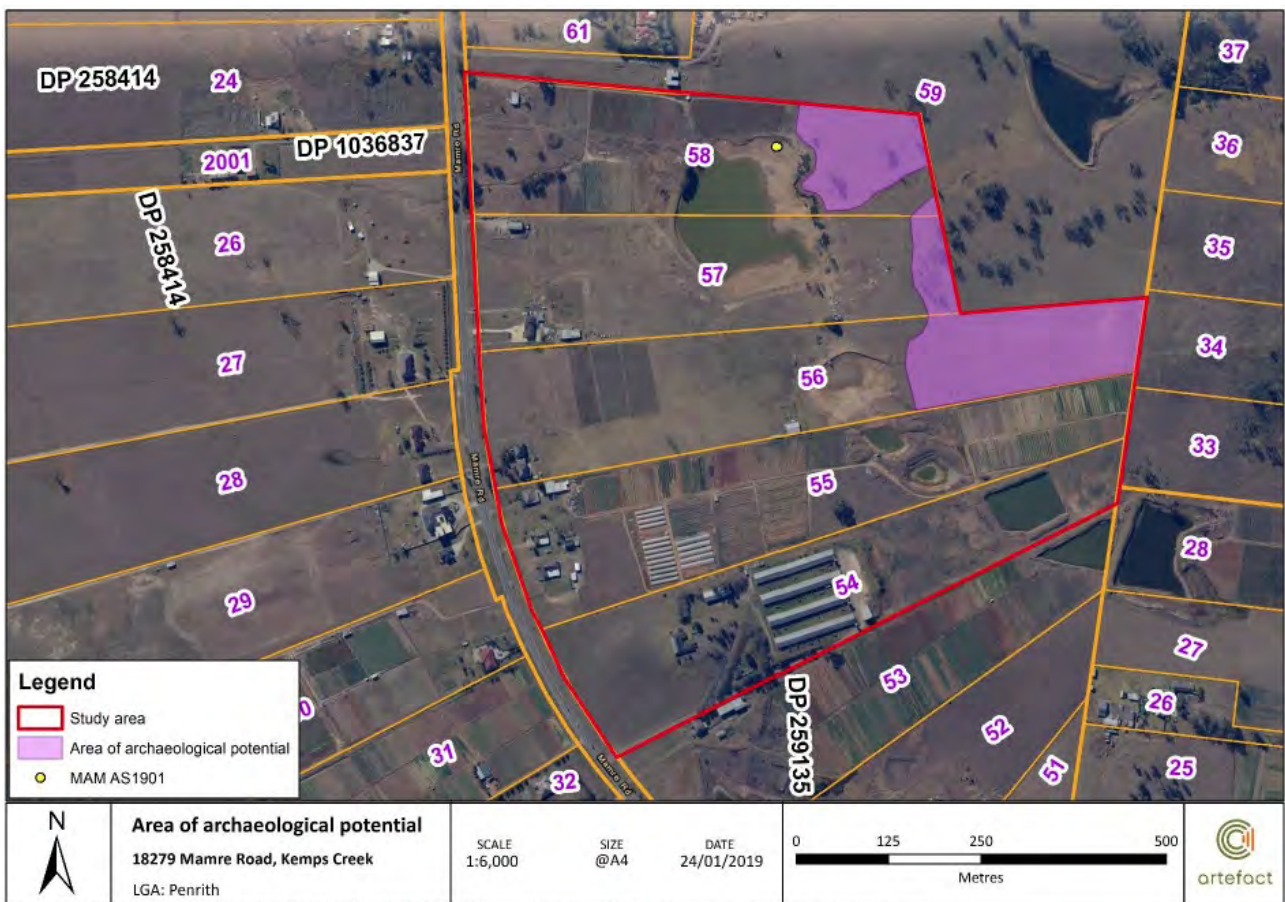 61
37
24
DP 258414
59
36
DP 1036837
2001
58
26
DP 258414
35
57
27
34
56
33
28
55
28
54
29
27
53
26
52
31
DP 259135
51
25
32
Mamre Rd
Mamre Rd
Mamre Rd
0
Legend
Study area
Area of archaeological potential
MAM AS1901
N
Area of archaeological potential
18279 Mamre Road, Kemps Creek
LGA: Penrith
SCALE
1:6,000
SIZE
@A4
DATE
24/01/2019
0 125 250 500
Metres
artefact